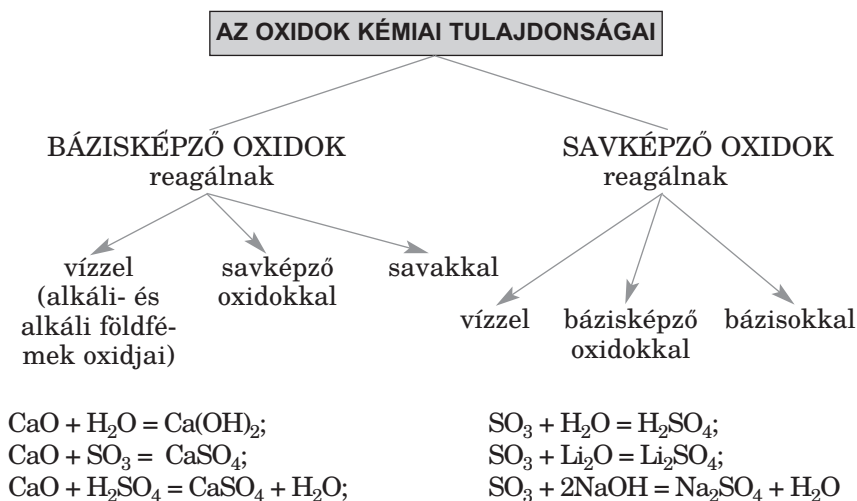 AZ OXIDOK KÉMIAI TULAJDONSÁGAI
BÁZISKÉPZŐ OXIDOK
reagálnak
vízzel
(alkáli- és
alkáli földfé-
mek oxidjai)
savképző
oxidokkal
savakkal
SAVKÉPZŐ OXIDOK
reagálnak
vízzel
bázisképző
oxidokkal
bázisokkal
CaO + H₂O = Ca(OH)₂;
CaO + SO₃ = CaSO₄;
CaO + H₂SO₄ = CaSO₄ + H₂O;
SO₃ + H₂O = H₂SO₄;
SO₃ + Li₂O = Li₂SO₄;
SO₃ + 2NaOH = Na₂SO₄ + H₂O